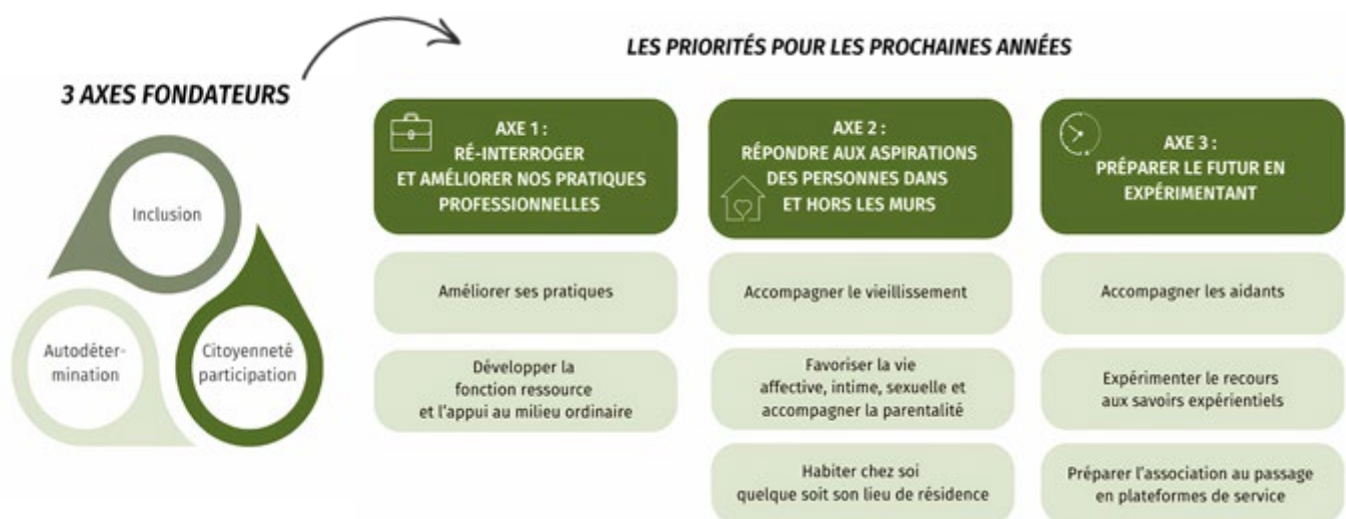 LES PRIORITÉS POUR LES PROCHAINES ANNÉES
3 AXES FONDATEURS
Inclusion
Autodéter-
mination
Citoyenneté
participation
AXE 1 :
RÉ-INTERROGER
ET AMÉLIORER NOS PRATIQUES
PROFESSIONNELLES
Améliorer ses pratiques
Développer la
fonction ressource
et l'appui au milieu ordinaire
AXE 2 :
RÉPONDRE AUX ASPIRATIONS
DES PERSONNES DANS
ET HORS LES MURS
Accompagner le vieillissement
Favoriser la vie
affective, intime, sexuelle et
accompagner la parentalité
Habiter chez soi
quelque soit son lieu de résidence
AXE 3 :
PRÉPARER LE FUTUR EN
EXPÉRIMENTANT
Accompagner les aidants
Expérimenter le recours
aux savoirs expérientiels
Préparer l'association au passage
en plateformes de service